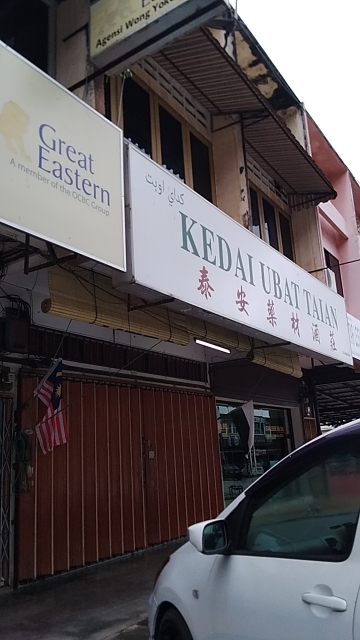 Agensi Wong Yok
Great
Eastern
A member of the OCBC Group
كداي اوبت
KEDAI UBAT TAIAN
泰安藥材酒社